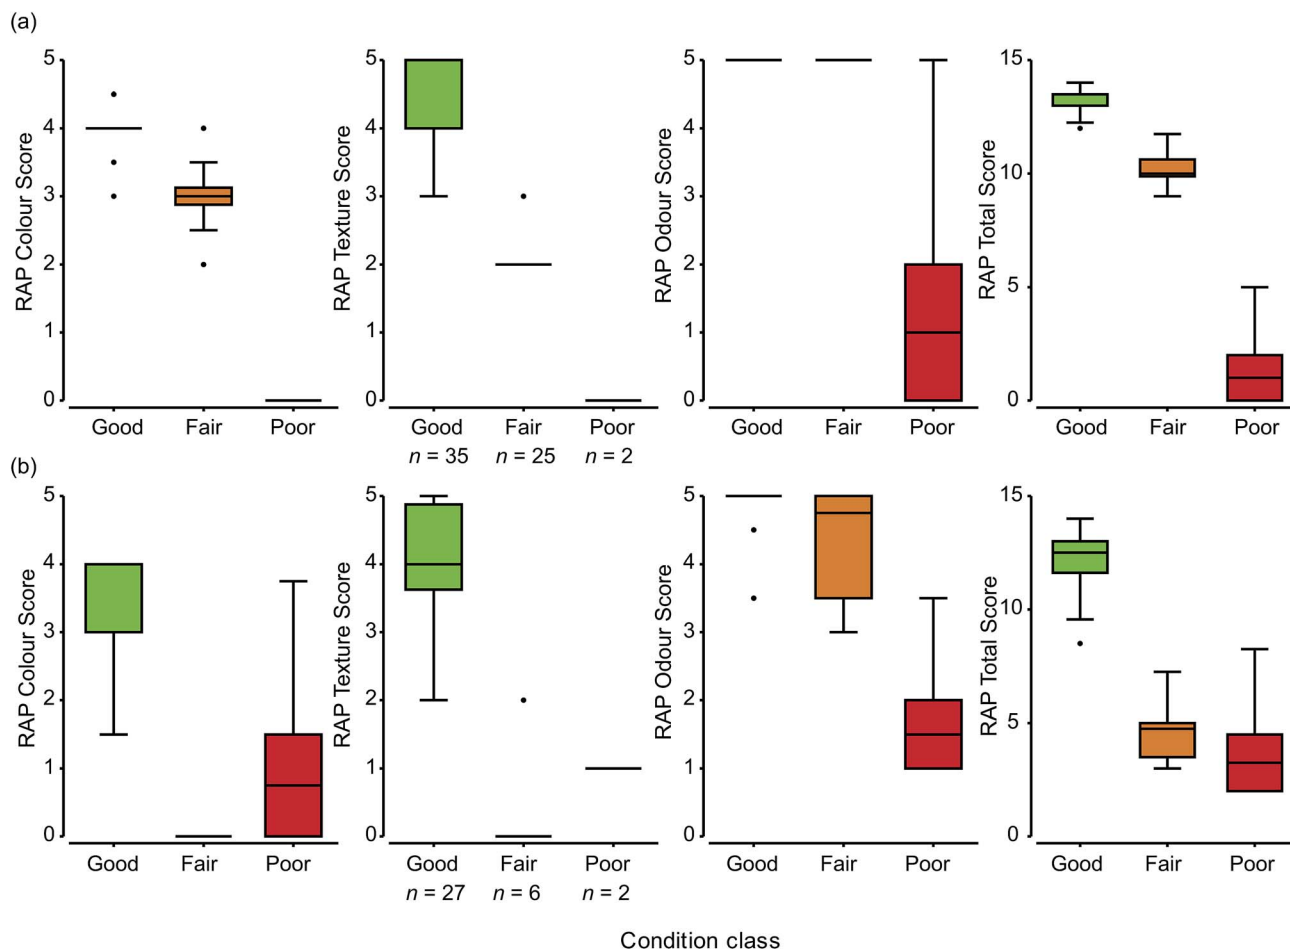 (a)
RAP Colour Score
5
4
3
2
1
0
Good Fair Poor
RAP Texture Score
5
4
3
2
1
0
Good Fair Poor
n = 35 n = 25 n = 2
RAP Odour Score
5
4
3
2
1
0
Good Fair Poor
RAP Total Score
15
10
5
0
Good Fair Poor
(b)
RAP Colour Score
5
4
3
2
1
0
Good Fair Poor
RAP Texture Score
5
4
3
2
1
0
Good Fair Poor
n = 27 n = 6 n = 2
RAP Odour Score
5
4
3
2
1
0
Good Fair Poor
RAP Total Score
15
10
5
0
Good Fair Poor
Condition class